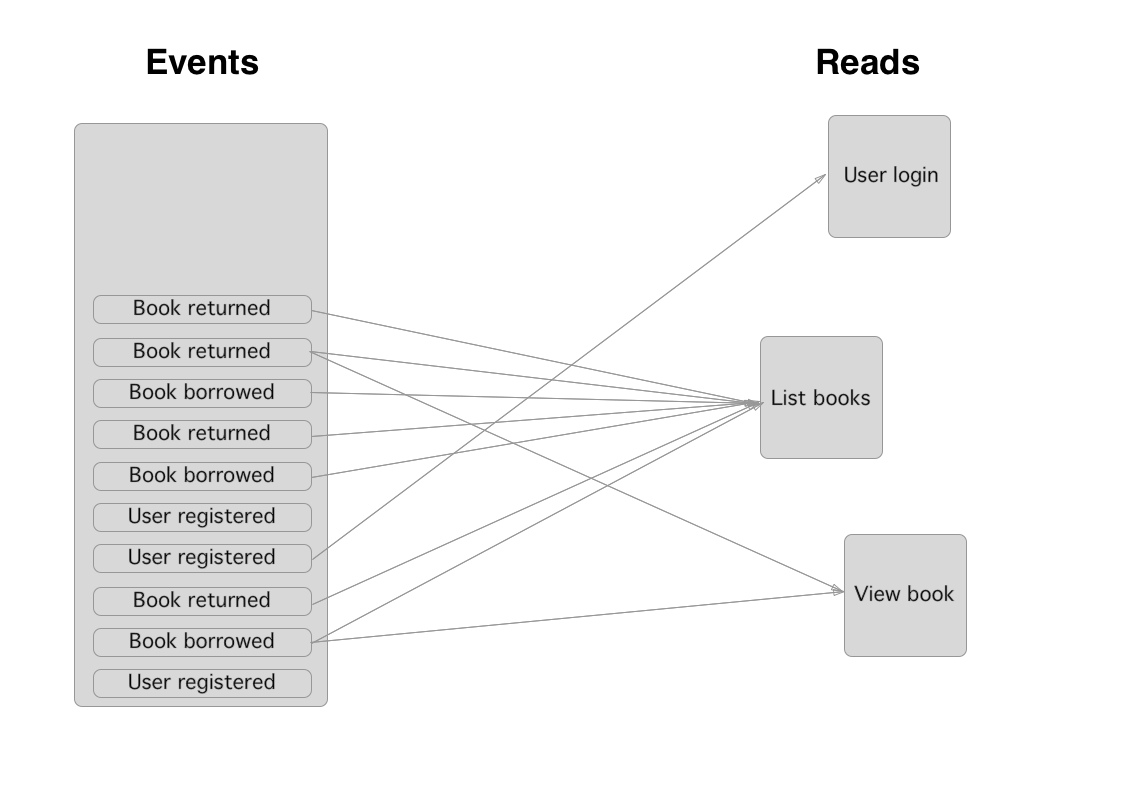 Events
Reads
Book returned
Book returned
Book borrowed
Book returned
Book borrowed
User registered
User registered
Book returned
Book borrowed
User registered
User login
List books
View book